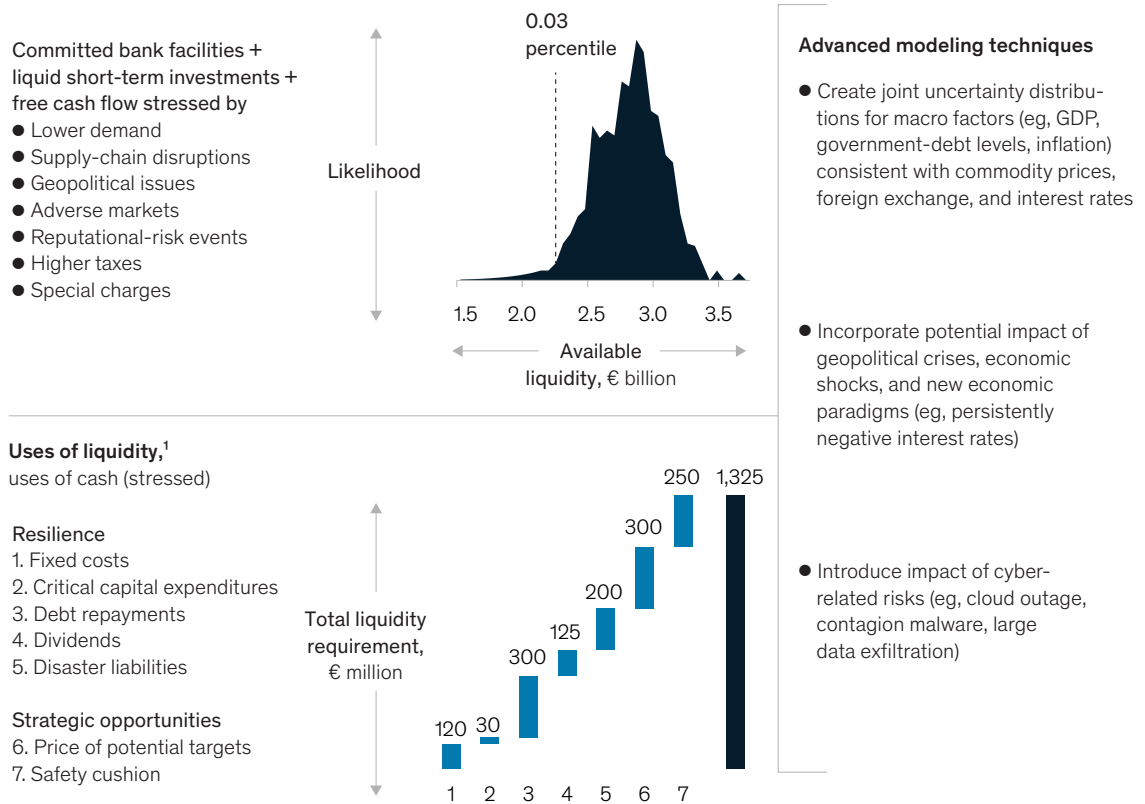 Committed bank facilities +
liquid short-term investments +
free cash flow stressed by
● Lower demand
● Supply-chain disruptions
● Geopolitical issues
● Adverse markets
● Reputational-risk events
● Higher taxes
● Special charges
Likelihood
0.03
percentile
1.5 2.0 2.5 3.0 3.5
Available
liquidity, € billion
Uses of liquidity,¹
uses of cash (stressed)
Resilience
1. Fixed costs
2. Critical capital expenditures
3. Debt repayments
4. Dividends
5. Disaster liabilities
Strategic opportunities
6. Price of potential targets
7. Safety cushion
Total liquidity
requirement,
€ million
120 30 300 125 200 300 250 1,325
1 2 3 4 5 6 7
Advanced modeling techniques
● Create joint uncertainty distribu-
tions for macro factors (eg, GDP,
government-debt levels, inflation)
consistent with commodity prices,
foreign exchange, and interest rates
● Incorporate potential impact of
geopolitical crises, economic
shocks, and new economic
paradigms (eg, persistently
negative interest rates)
● Introduce impact of cyber-
related risks (eg, cloud outage,
contagion malware, large
data exfiltration)